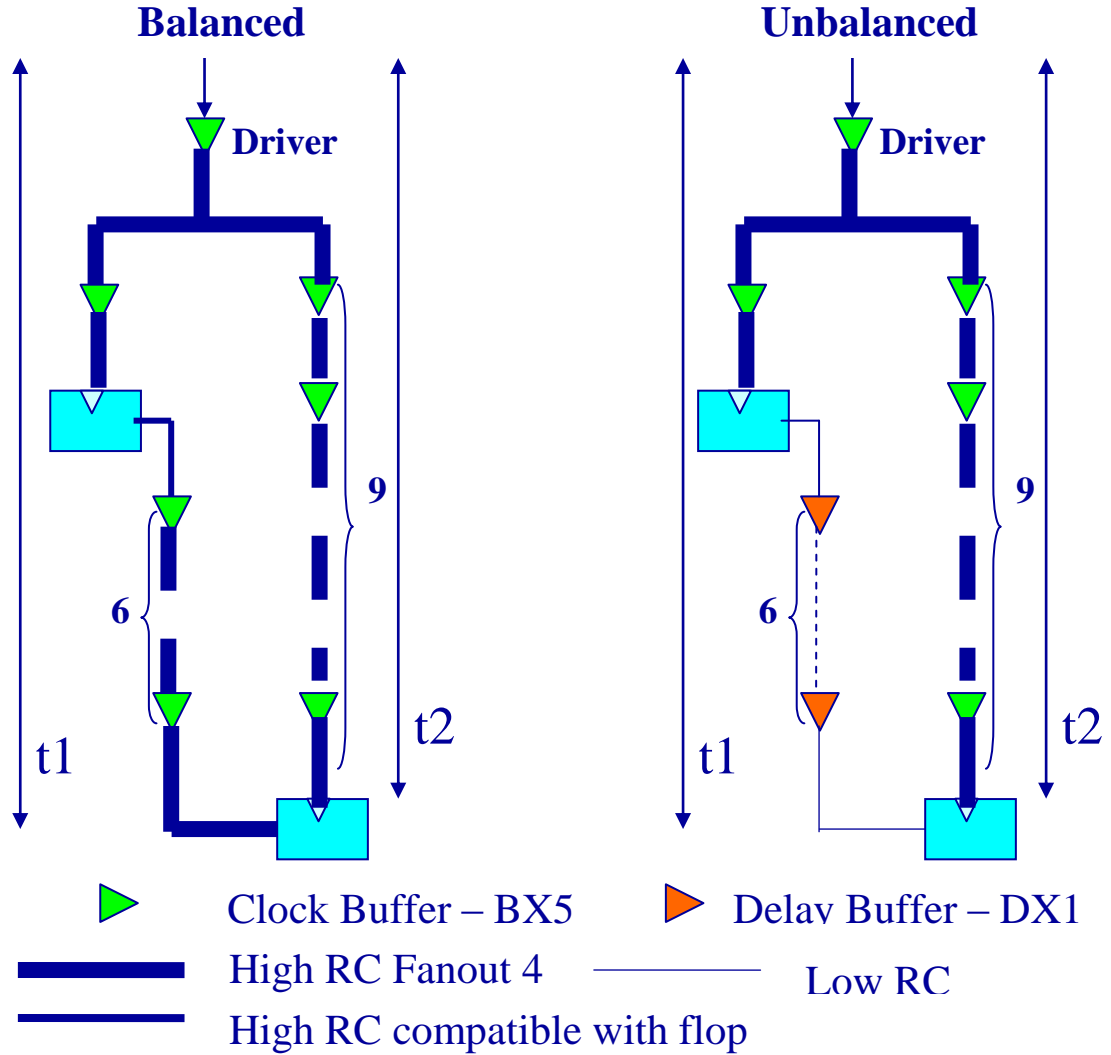 Balanced
Unbalanced
Driver
Driver
9
9
6
6
t1
t2
t1
t2
Clock Buffer – BX5
Delay Buffer – DX1
High RC Fanout 4
Low RC
High RC compatible with flop